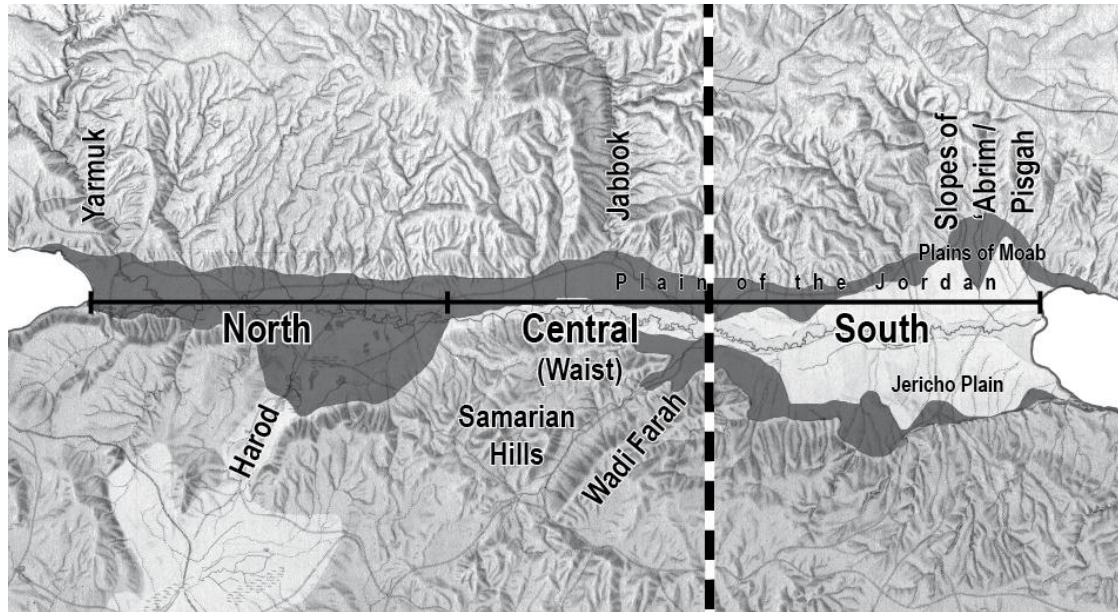 Yarmuk
Jabbok
Slopes of
‘Abrim /
Pisgah
Plains of Moab
Plain of the Jordan
North
Central
(Waist)
South
Jericho Plain
Harod
Samarian
Hills
Wadi Farah